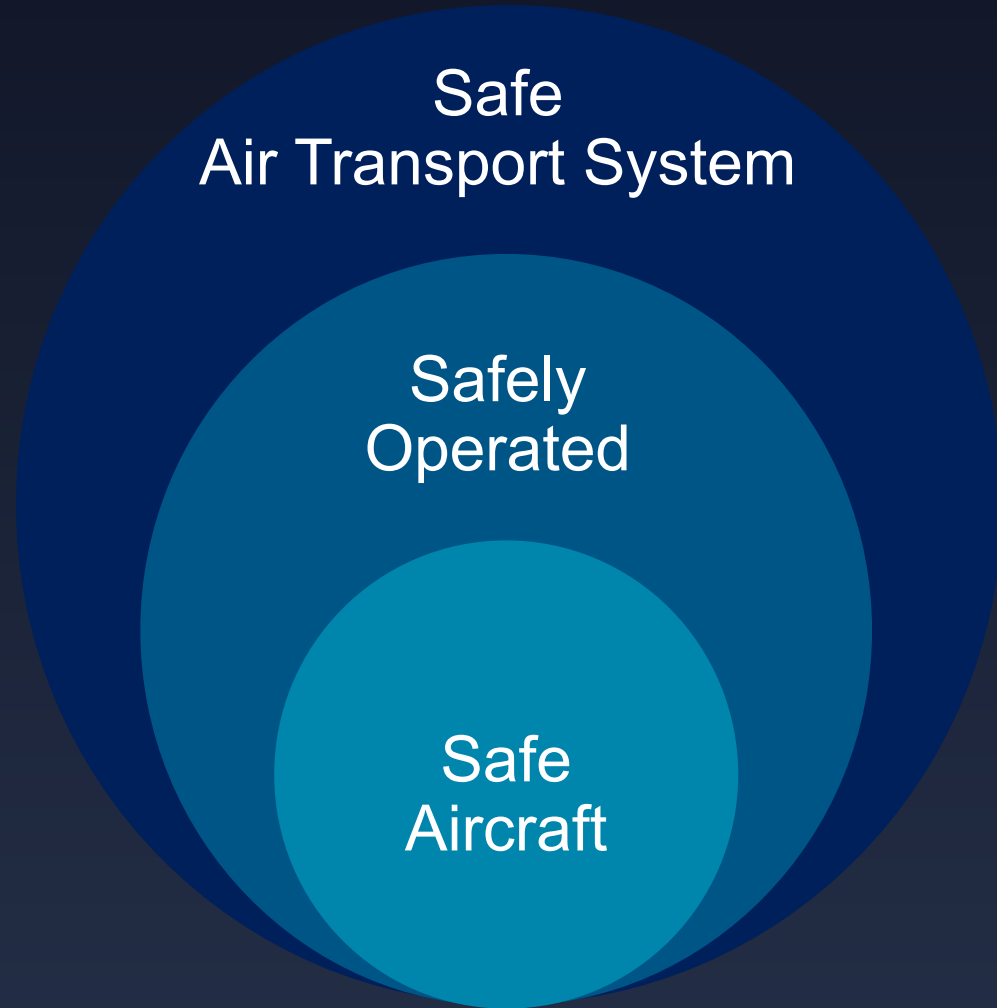 Safe
Air Transport System
Safely
Operated
Safe
Aircraft